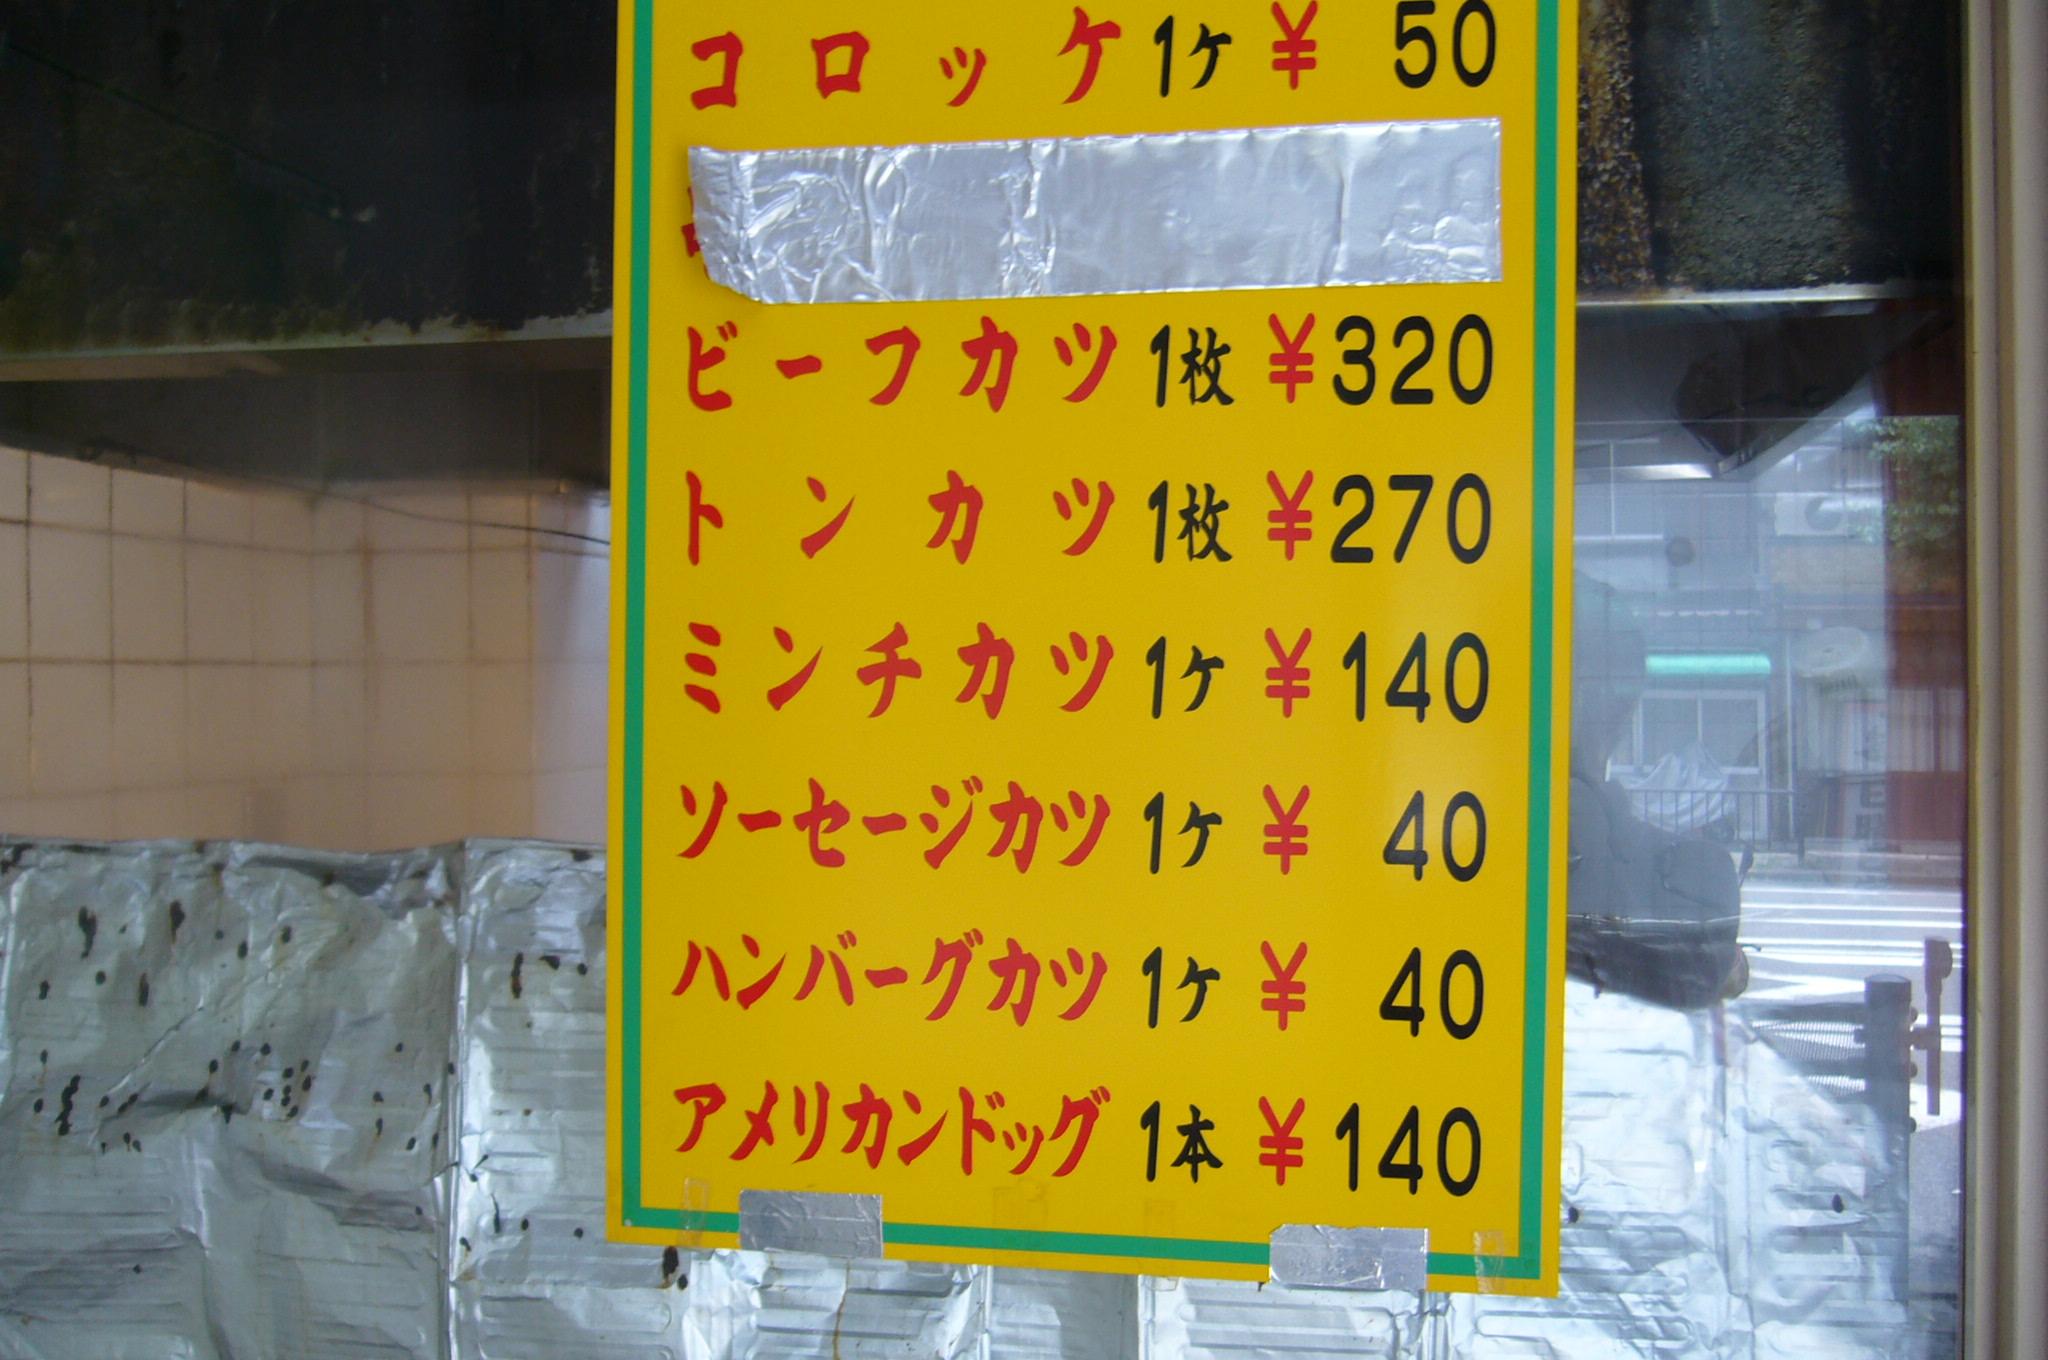 コロッケ 1ケ ¥ 50
ビーフカツ 1枚 ¥320
トンカツ 1枚 ¥270
ミンチカツ 1ケ ¥140
ソーセージカツ 1ケ ¥ 40
ハンバーグカツ 1ケ ¥ 40
アメリカンドッグ 1本 ¥140